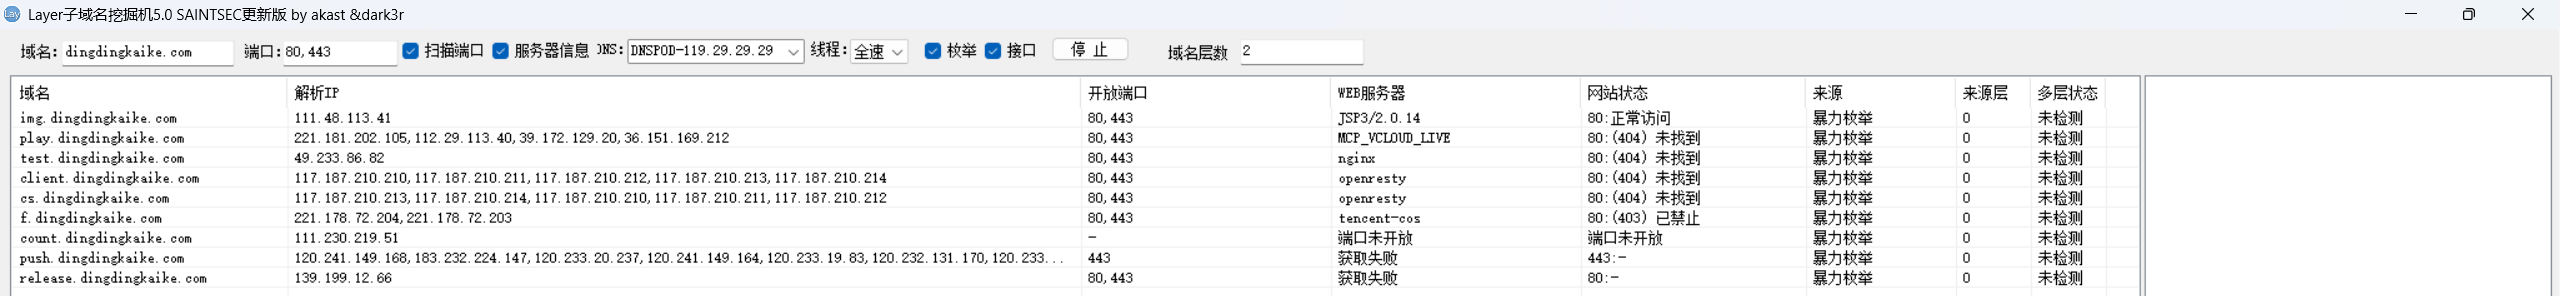 Lay Layer子域名挖掘机5.0 SAINTSEC更新版 by akast &dark3r
域名: dingdingkaike.com 端口: 80,443 扫描端口 服务器信息 DNS: DNSPOD-119.29.29.29 线程: 全速 枚举 接口 停 止 域名层数 2
域名 解析IP 开放端口 WEB服务器 网站状态 来源 来源层 多层状态
img.dingdingkaike.com 111.48.113.41 80,443 JSP3/2.0.14 80:正常访问 暴力枚举 0 未检测
play.dingdingkaike.com 221.181.202.105,112.29.113.40,39.172.129.20,36.151.169.212 80,443 MCP_VCLOUD_LIVE 80:(404) 未找到 暴力枚举 0 未检测
test.dingdingkaike.com 49.233.86.82 80,443 nginx 80:(404) 未找到 暴力枚举 0 未检测
client.dingdingkaike.com 117.187.210.210,117.187.210.211,117.187.210.212,117.187.210.213,117.187.210.214 80,443 openresty 80:(404) 未找到 暴力枚举 0 未检测
cs.dingdingkaike.com 117.187.210.213,117.187.210.214,117.187.210.210,117.187.210.211,117.187.210.212 80,443 openresty 80:(404) 未找到 暴力枚举 0 未检测
f.dingdingkaike.com 221.178.72.204,221.178.72.203 80,443 tencent-cos 80:(403) 已禁止 暴力枚举 0 未检测
count.dingdingkaike.com 111.230.219.51 - 端口未开放 端口未开放 暴力枚举 0 未检测
push.dingdingkaike.com 120.241.149.168,183.232.224.147,120.233.20.237,120.241.149.164,120.233.19.83,120.232.131.170,120.233... 443 获取失败 443:- 暴力枚举 0 未检测
release.dingdingkaike.com 139.199.12.66 80,443 获取失败 80:- 暴力枚举 0 未检测